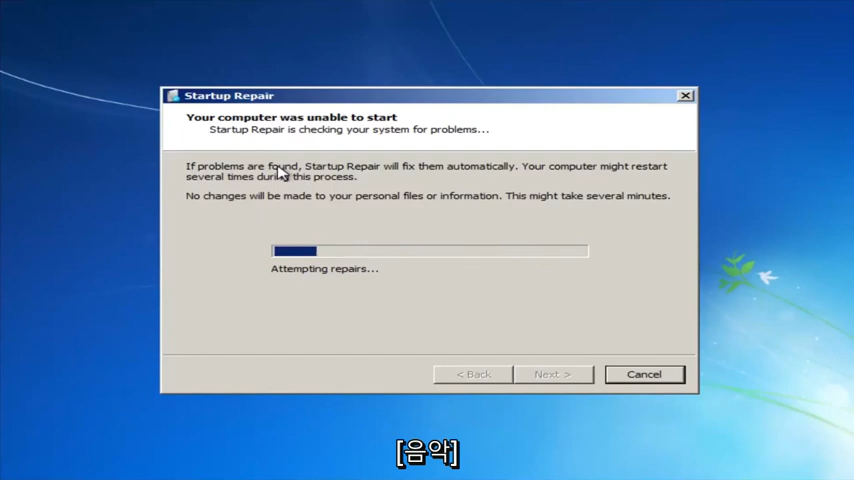 Startup Repair
Your computer was unable to start
Startup Repair is checking your system for problems...
If problems are found, Startup Repair will fix them automatically. Your computer might restart
several times during this process.
No changes will be made to your personal files or information. This might take several minutes.
Attempting repairs...
< Back
Next >
Cancel
[음악]